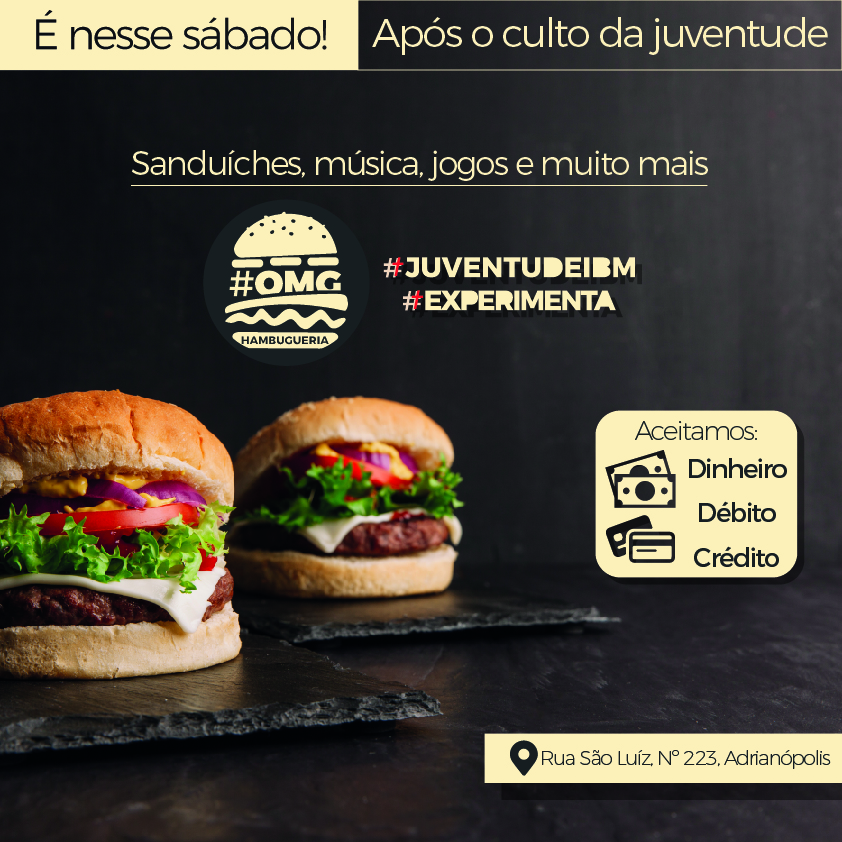 É nesse sábado!
Após o culto da juventude
Sanduíches, música, jogos e muito mais
#OMG
HAMBUGUERIA
#JUVENTUDEIBM
#EXPERIMENTA
Aceitamos:
Dinheiro
Débito
Crédito
Rua São Luíz, Nº 223, Adrianópolis